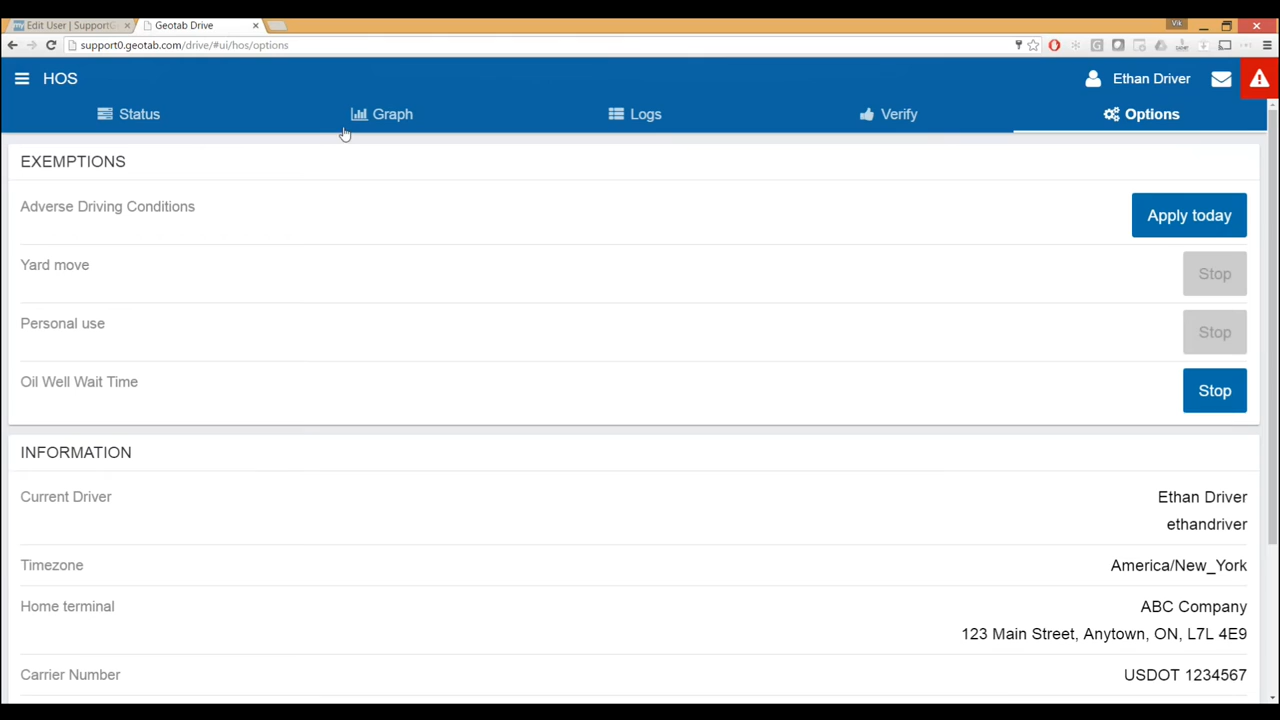 Edit User | Support
Geotab Drive
Vik
support0.geotab.com/drive/#ui/hos/options
HOS
Ethan Driver
Status
Graph
Logs
Verify
Options
EXEMPTIONS
Adverse Driving Conditions
Apply today
Yard move
Stop
Personal use
Stop
Oil Well Wait Time
Stop
INFORMATION
Current Driver
Ethan Driver
ethandriver
Timezone
America/New_York
Home terminal
ABC Company
123 Main Street, Anytown, ON, L7L 4E9
Carrier Number
USDOT 1234567